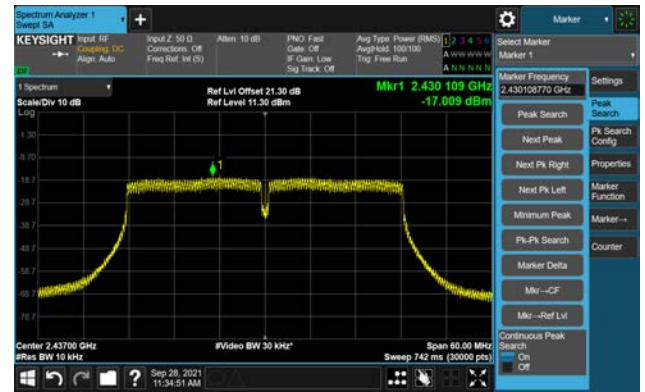 Spectrum Analyzer 1
Swept SA
+
Marker
KEYSIGHT
Input: RF
Coupling: DC
Align: Auto
Input Z: 50 Ω
Corrections: Off
Freq Ref: Int (S)
Atten: 10 dB
PNO: Fast
Gate: Off
IF Gain: Low
Sig Track: Off
Avg Type: Power (RMS)
Avg|Hold: 100/100
Trig: Free Run
1 2 3 4 5 6
A W W W W W
A N N N N N
Select Marker
Marker 1
1 Spectrum
Scale/Div 10 dB
Log
Ref Lvl Offset 21.30 dB
Ref Level 11.30 dBm
Mkr1 2.430 109 GHz
-17.009 dBm
1.30
-8.70
-18.7
-28.7
-38.7
-48.7
-58.7
-68.7
-78.7
1
Center 2.43700 GHz
#Res BW 10 kHz
#Video BW 30 kHz*
Span 60.00 MHz
Sweep 742 ms (30000 pts)
Marker Frequency
2.430108770 GHz
Peak Search
Next Peak
Next Pk Right
Next Pk Left
Minimum Peak
Pk-Pk Search
Marker Delta
Mkr→CF
Mkr→Ref Lvl
Continuous Peak
Search
On
Off
Settings
Peak
Search
Pk Search
Config
Properties
Marker
Function
Marker→
Counter
?
Sep 28, 2021
11:34:51 AM